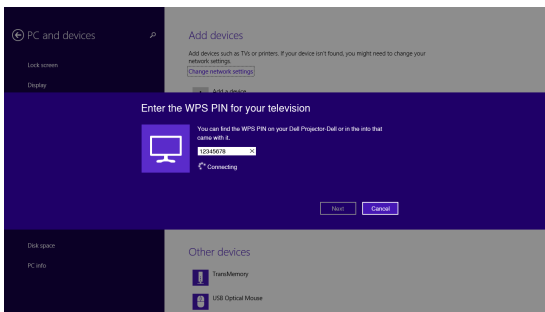 PC and devices
Lock screen
Display
Add devices
Add devices such as TVs or printers. If your device isn't found, you might need to change your
network settings.
Change network settings
Add a device
Enter the WPS PIN for your television
You can find the WPS PIN on your Dell Projector-Dell or in the into that
came with it.
12345678
Connecting
Next
Cancel
Disk space
PC info
Other devices
TransMemory
USB Optical Mouse